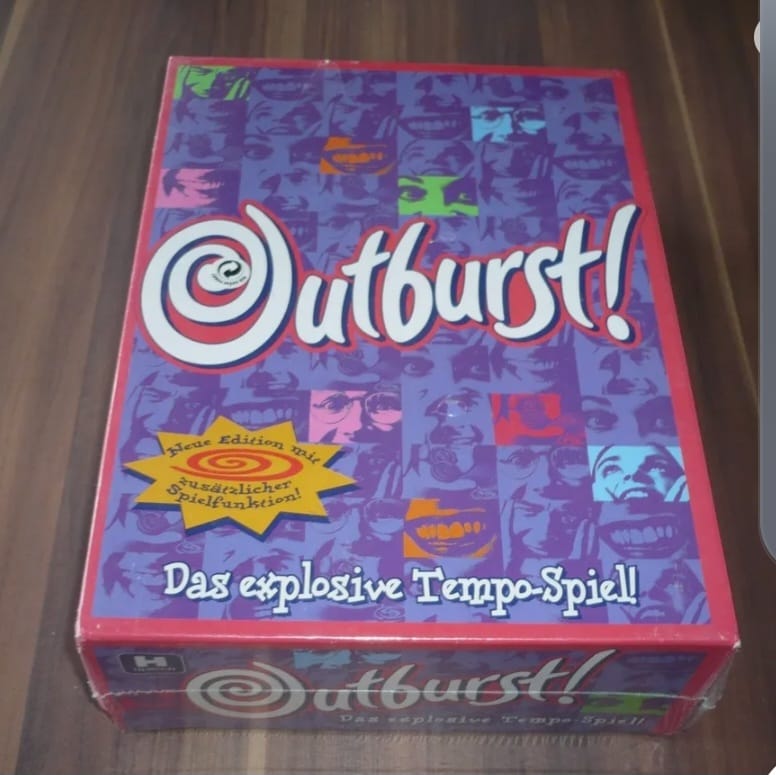 Outburst!
Neue Edition mit
zusätzlicher
Spielfunktion!
Das explosive Tempo-Spiel!
H
Outburst!
Das explosive Tempo-Spiel!